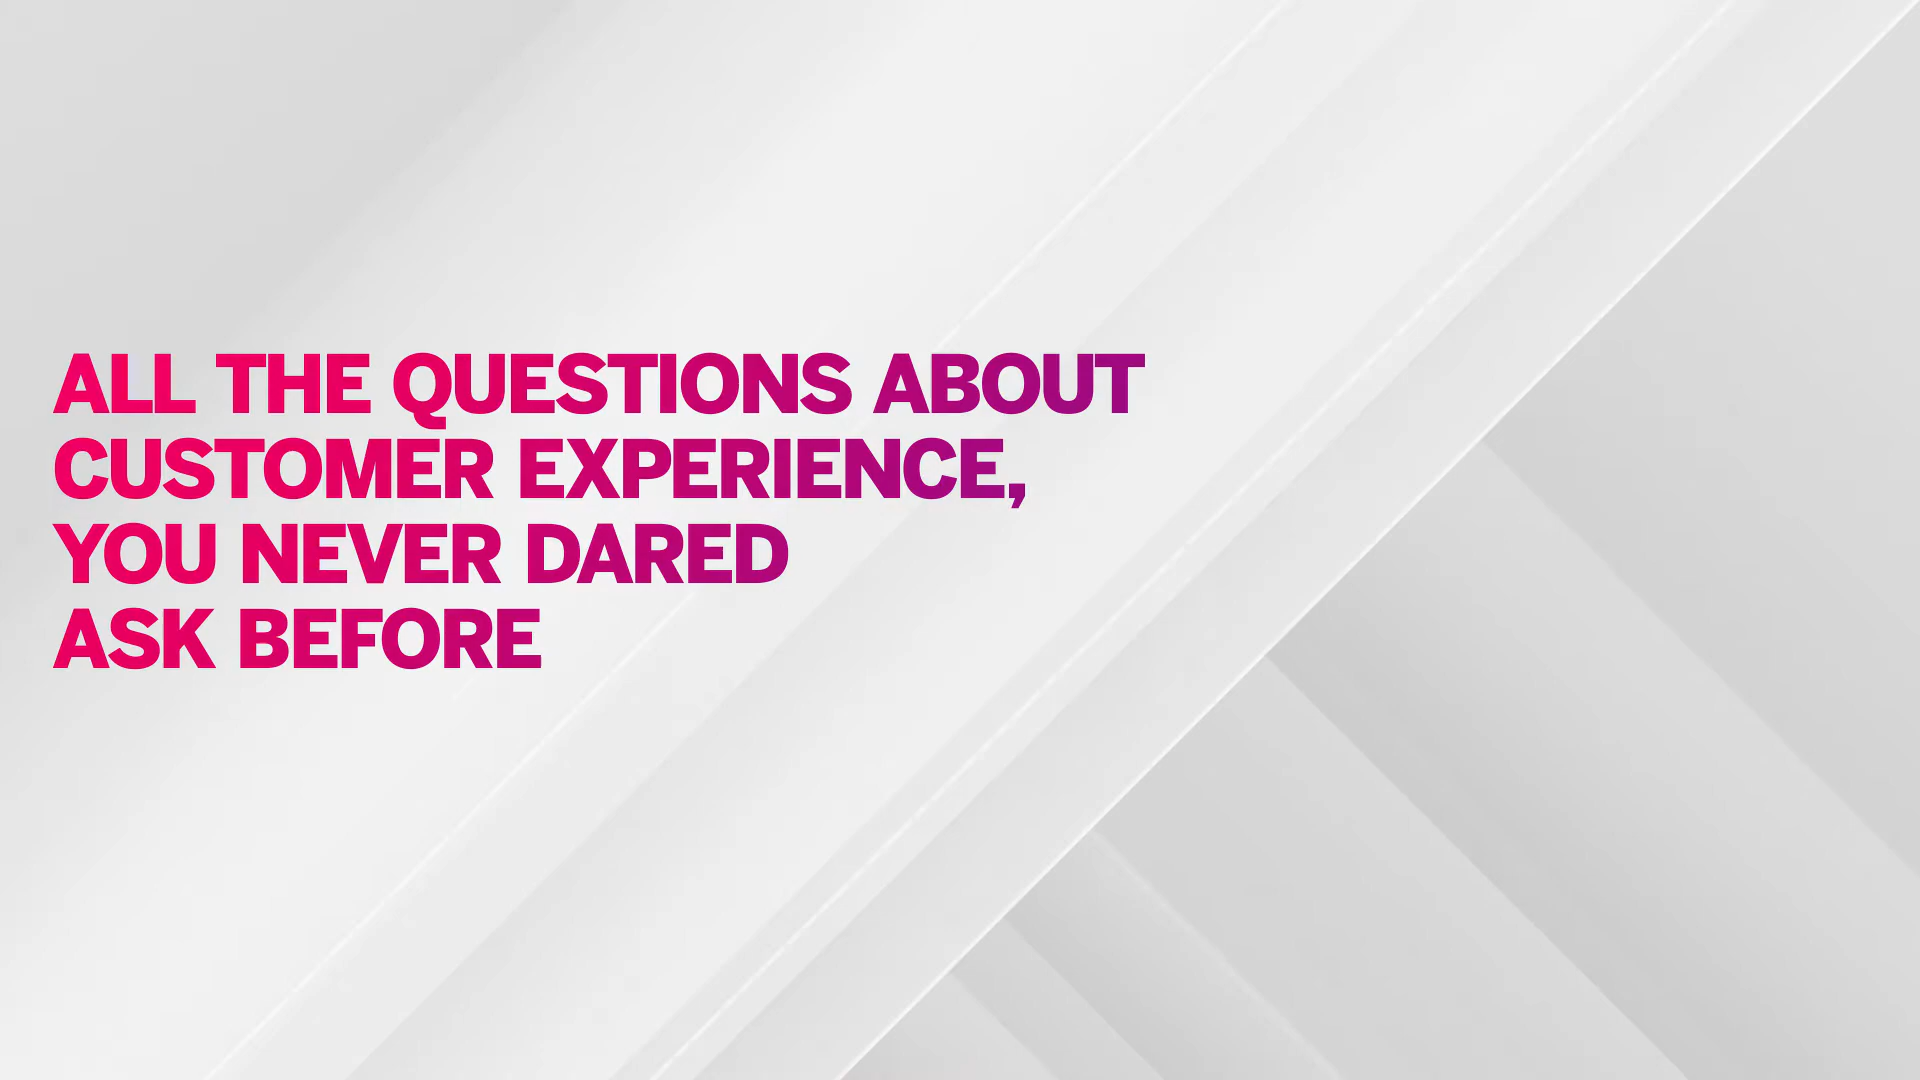 ALL THE QUESTIONS ABOUT
CUSTOMER EXPERIENCE,
YOU NEVER DARED
ASK BEFORE